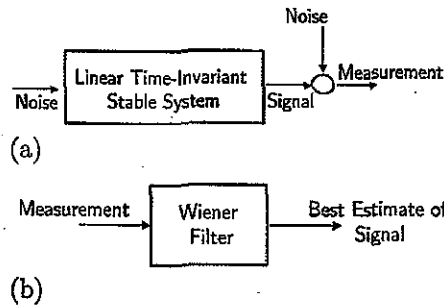 Noise
Linear Time-Invariant
Stable System
Noise
Signal
Measurement
(a)
Measurement
Wiener
Filter
Best Estimate of
Signal
(b)